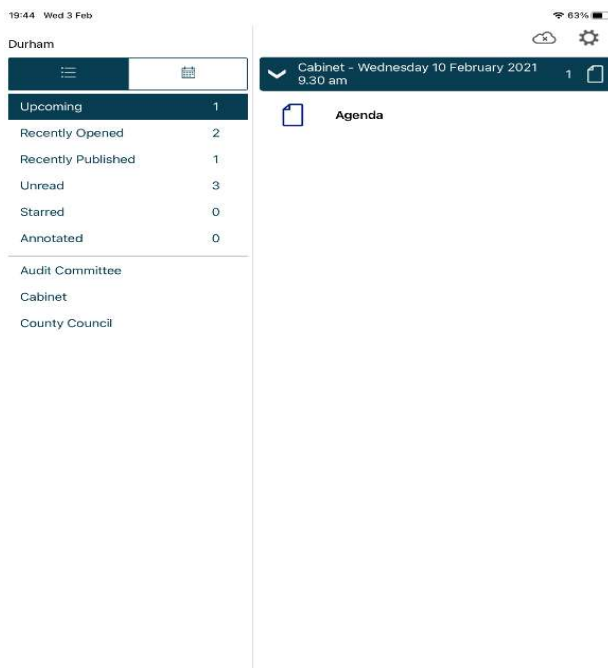 19:44 Wed 3 Feb
63%
Durham
Upcoming 1
Recently Opened 2
Recently Published 1
Unread 3
Starred 0
Annotated 0
Audit Committee
Cabinet
County Council
Cabinet - Wednesday 10 February 2021
9.30 am
1
Agenda